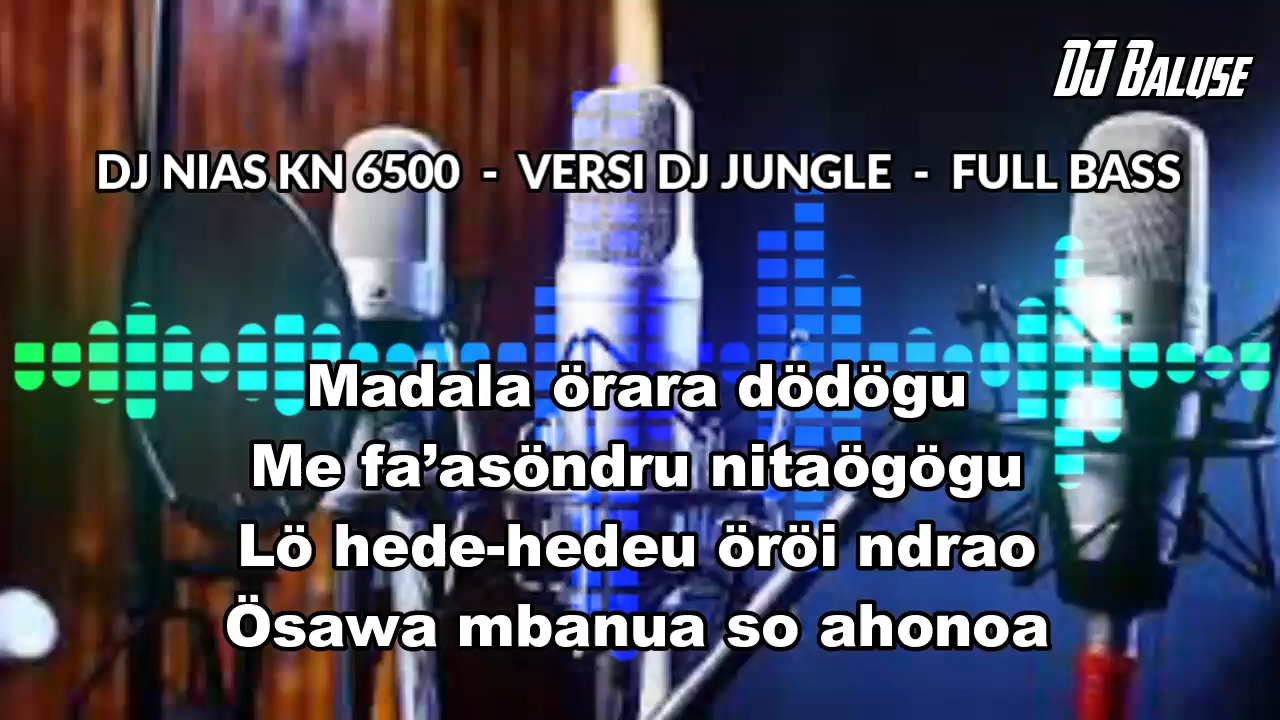 DJ BALUSE
DJ NIAS KN 6500 - VERSI DJ JUNGLE - FULL BASS
Madala örara dödögu
Me fa’asöndru nitaögögu
Lö hede-hedeu öröi ndrao
Ösawa mbanua so ahonoa